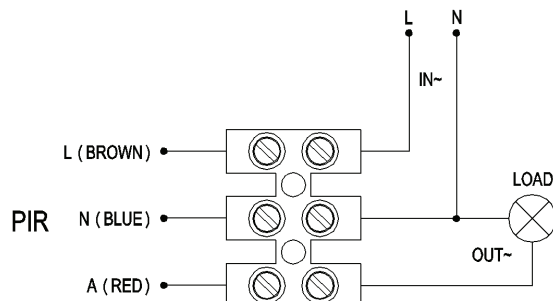 L N
IN~
L ( BROWN )
LOAD
PIR N ( BLUE )
OUT~
A ( RED )